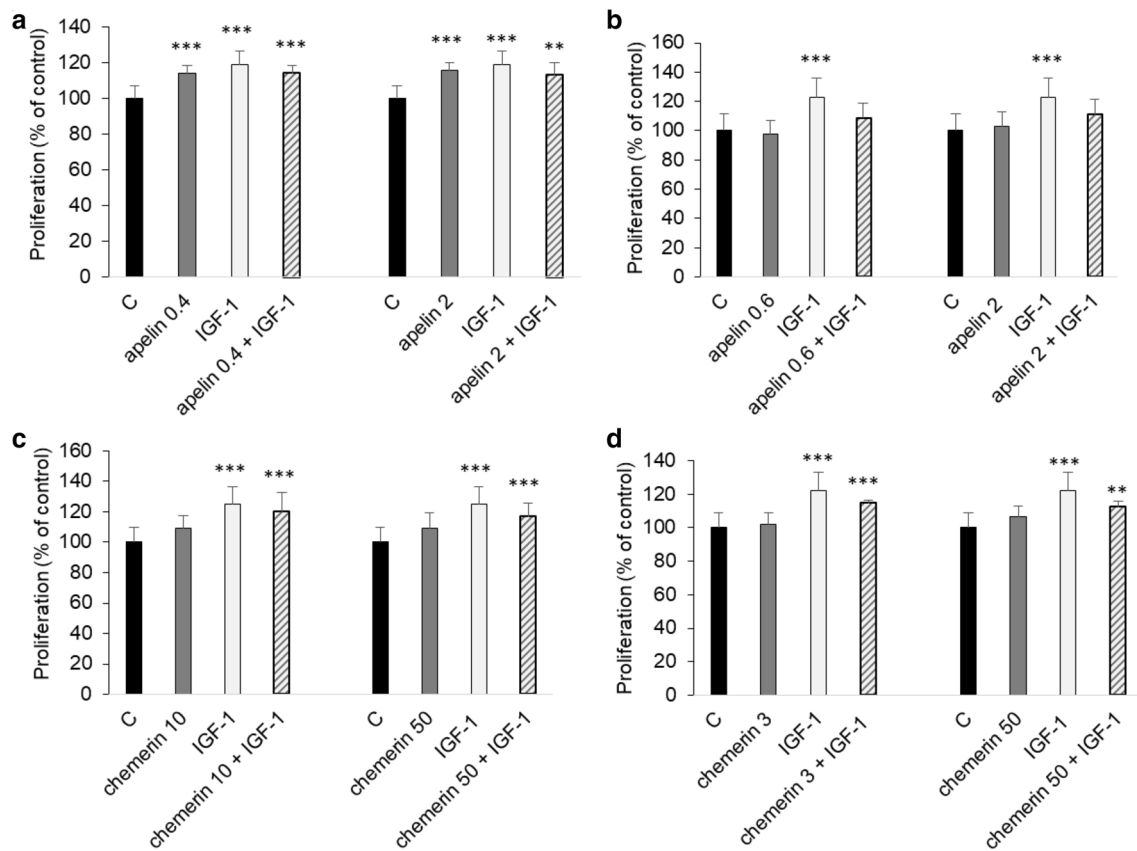 a
Proliferation (% of control)
140
120
100
80
60
40
20
0
*** *** ***
*** *** **
C
apelin 0.4
IGF-1
apelin 0.4 + IGF-1
C
apelin 2
IGF-1
apelin 2 + IGF-1
b
Proliferation (% of control)
160
140
120
100
80
60
40
20
0
***
***
C
apelin 0.6
IGF-1
apelin 0.6 + IGF-1
C
apelin 2
IGF-1
apelin 2 + IGF-1
c
Proliferation (% of control)
160
140
120
100
80
60
40
20
0
*** ***
*** ***
C
chemerin 10
IGF-1
chemerin 10 + IGF-1
C
chemerin 50
IGF-1
chemerin 50 + IGF-1
d
Proliferation (% of control)
140
120
100
80
60
40
20
0
*** ***
*** **
C
chemerin 3
IGF-1
chemerin 3 + IGF-1
C
chemerin 50
IGF-1
chemerin 50 + IGF-1